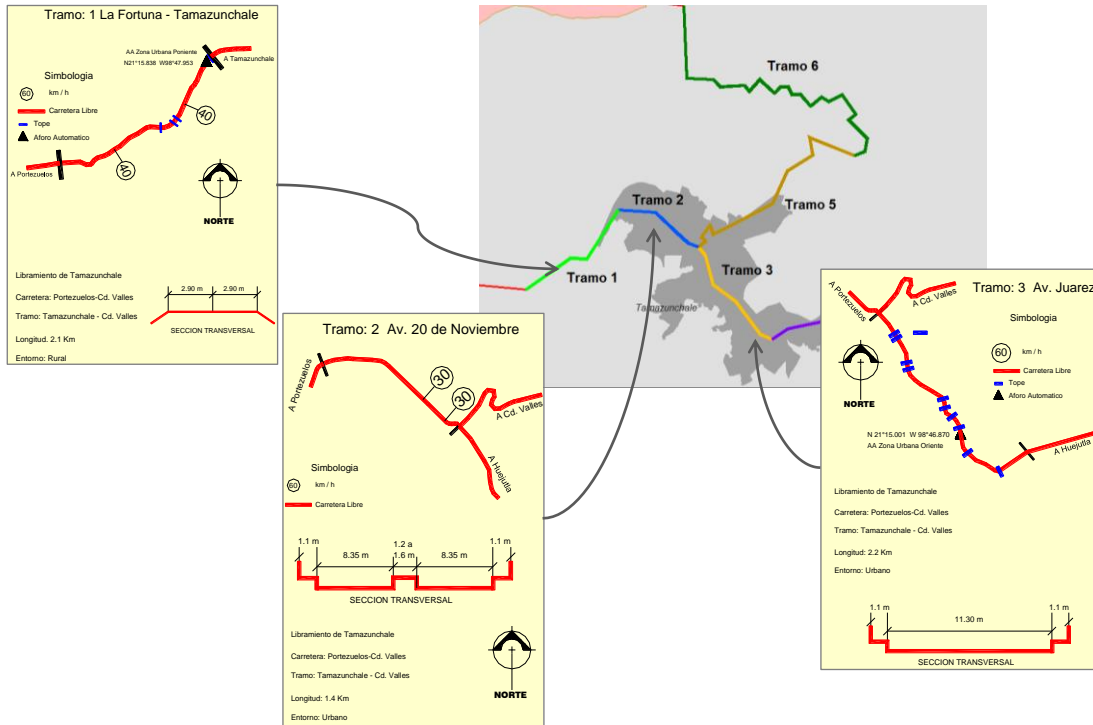 Tramo: 1 La Fortuna - Tamazunchale
AA Zona Urbana Poniente
N21°15.838 W98°47.953
A Tamazunchale
Simbologia
60 km / h
Carretera Libre
Tope
Aforo Automatico
40
40
A Portezuelos
NORTE
Libramiento de Tamazunchale
Carretera: Portezuelos-Cd. Valles
Tramo: Tamazunchale - Cd. Valles
Longitud. 2.1 Km
Entorno: Rural
2.90 m 2.90 m
SECCION TRANSVERSAL
Tramo 6
Tramo 2
Tramo 5
Tramo 1
Tramo 3
Tamazunchale
Tramo: 2 Av. 20 de Noviembre
A Portezuelos
30
30
A Cd. Valles
A Huejutla
Simbologia
60 km / h
Carretera Libre
1.1 m 8.35 m 1.2 a 1.6 m 8.35 m 1.1 m
SECCION TRANSVERSAL
Libramiento de Tamazunchale
Carretera: Portezuelos-Cd. Valles
Tramo: Tamazunchale - Cd. Valles
Longitud: 1.4 Km
Entorno: Urbano
NORTE
Tramo: 3 Av. Juarez
A Portezuelos
A Cd. Valles
Simbologia
60 km / h
Carretera Libre
Tope
Aforo Automatico
NORTE
N 21°15.001 W 98°46.870
AA Zona Urbana Oriente
A Huejutla
Libramiento de Tamazunchale
Carretera: Portezuelos-Cd. Valles
Tramo: Tamazunchale - Cd. Valles
Longitud: 2.2 Km
Entorno: Urbano
1.1 m 11.30 m 1.1 m
SECCION TRANSVERSAL